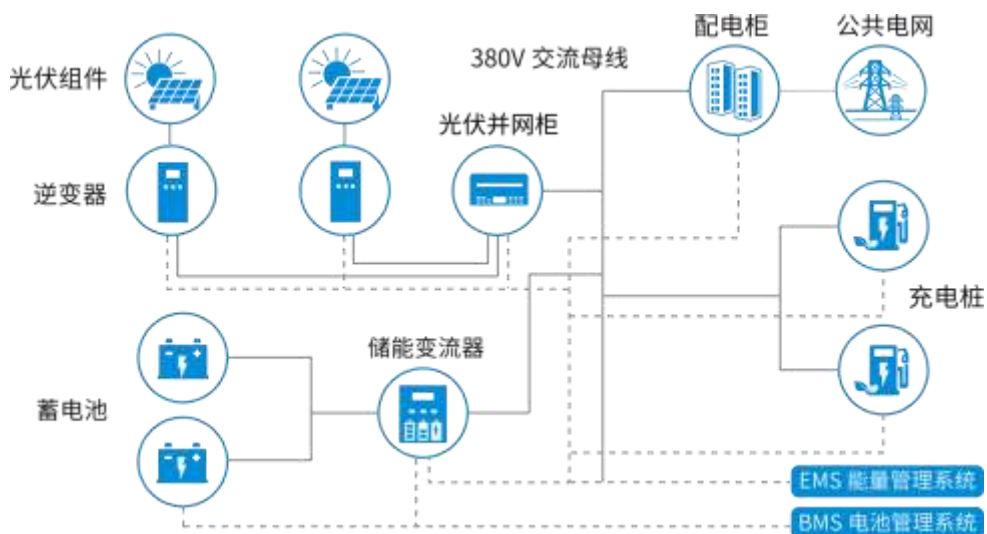 配电柜
公共电网
380V 交流母线
光伏组件
光伏并网柜
逆变器
充电桩
储能变流器
蓄电池
EMS 能量管理系统
BMS 电池管理系统